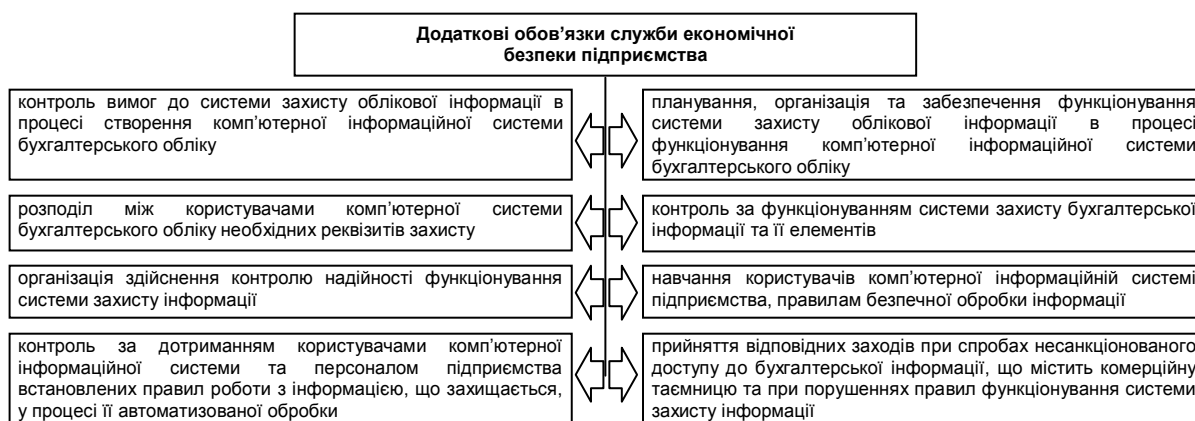 Додаткові обов’язки служби економічної
безпеки підприємства
контроль вимог до системи захисту облікової інформації в
процесі створення комп’ютерної інформаційної системи
бухгалтерського обліку
планування, організація та забезпечення функціонування
системи захисту облікової інформації в процесі
функціонування комп’ютерної інформаційної системи
бухгалтерського обліку
розподіл між користувачами комп’ютерної системи
бухгалтерського обліку необхідних реквізитів захисту
контроль за функціонуванням системи захисту бухгалтерської
інформації та її елементів
організація здійснення контролю надійності функціонування
системи захисту інформації
навчання користувачів комп’ютерної інформаційній системі
підприємства, правилам безпечної обробки інформації
контроль за дотриманням користувачами комп’ютерної
інформаційної системи та персоналом підприємства
встановлених правил роботи з інформацією, що захищається,
у процесі її автоматизованої обробки
прийняття відповідних заходів при спробах несанкціонованого
доступу до бухгалтерської інформації, що містить комерційну
таємницю та при порушеннях правил функціонування системи
захисту інформації